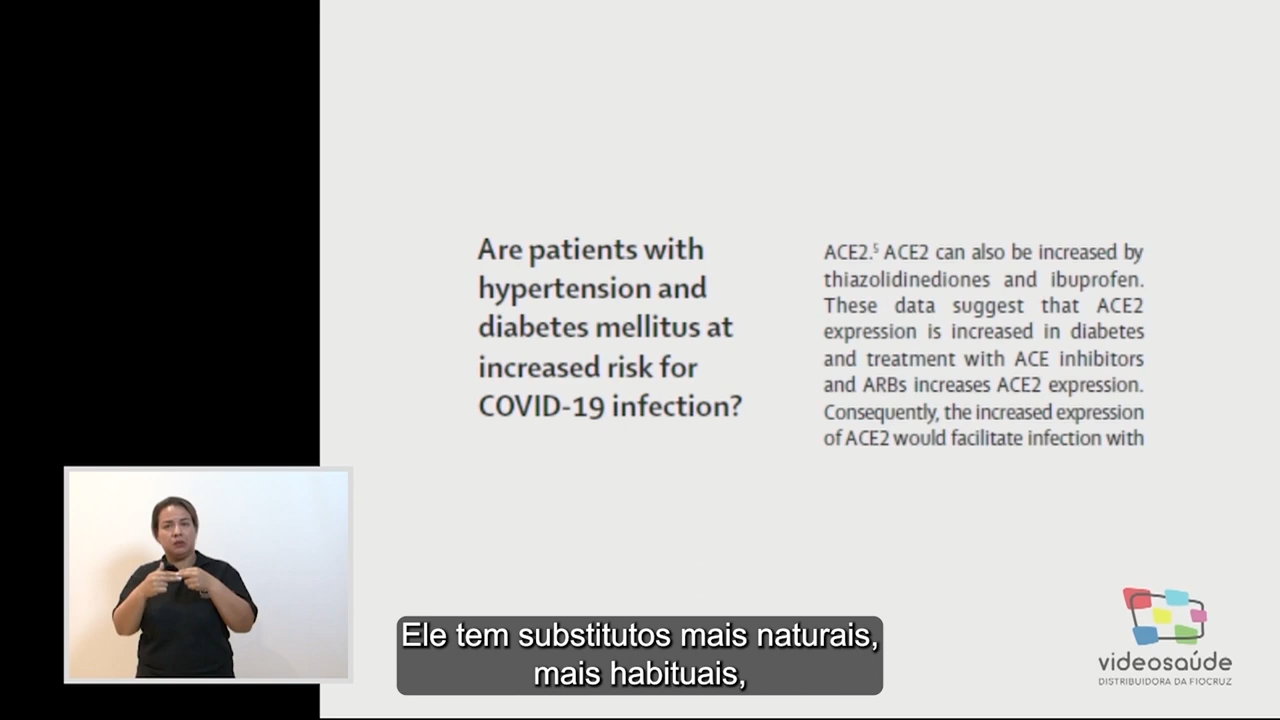 Are patients with
hypertension and
diabetes mellitus at
increased risk for
COVID-19 infection?
ACE2.⁵ ACE2 can also be increased by
thiazolidinediones and ibuprofen.
These data suggest that ACE2
expression is increased in diabetes
and treatment with ACE inhibitors
and ARBs increases ACE2 expression.
Consequently, the increased expression
of ACE2 would facilitate infection with
Ele tem substitutos mais naturais,
mais habituais,
videosaúde
DISTRIBUIDORA DA FIOCRUZ